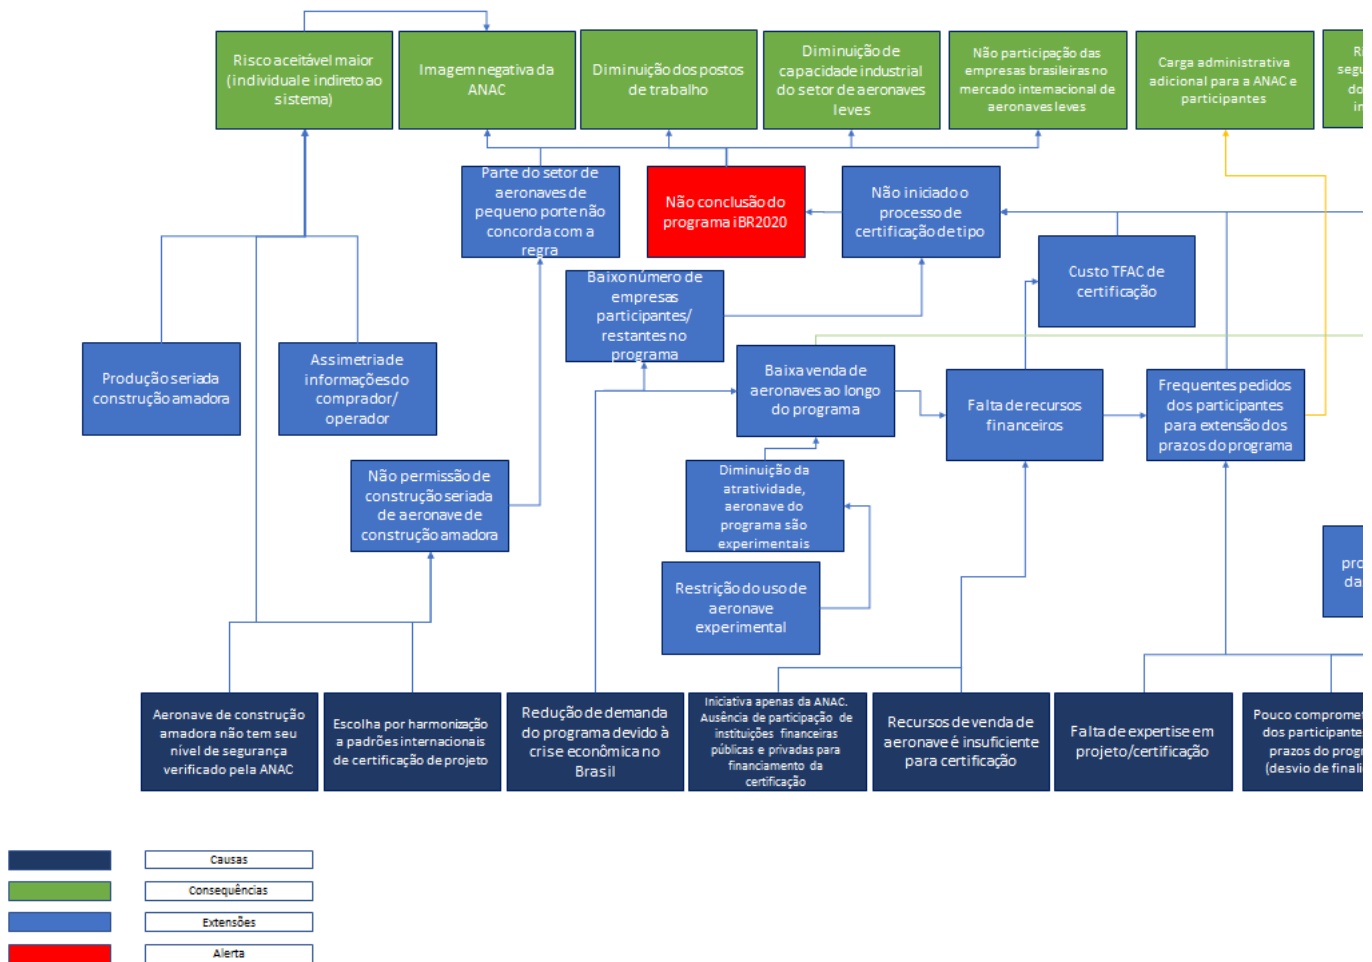 Risco aceitável maior
(individual e indireto ao
sistema)
Imagem negativa da
ANAC
Diminuição dos postos
de trabalho
Diminuição de
capacidade industrial
do setor de aeronaves
leves
Não participação das
empresas brasileiras no
mercado internacional de
aeronaves leves
Carga administrativa
adicional para a ANAC e
participantes
Parte do setor de
aeronaves de
pequeno porte não
concorda com a
regra
Não conclusão do
programa iBR2020
Não iniciado o
processo de
certificação de tipo
Custo TFAC de
certificação
Baixo número de
empresas
participantes/
restantes no
programa
Produção seriada
construção amadora
Assimetria de
informações do
comprador/
operador
Baixa venda de
aeronaves ao longo
do programa
Falta de recursos
financeiros
Frequentes pedidos
dos participantes
para extensão dos
prazos do programa
Não permissão de
construção seriada
de aeronave de
construção amadora
Diminuição da
atratividade,
aeronave do
programa são
experimentais
Restrição do uso de
aeronave
experimental
Aeronave de construção
amadora não tem seu
nível de segurança
verificado pela ANAC
Escolha por harmonização
a padrões internacionais
de certificação de projeto
Redução de demanda
do programa devido à
crise econômica no
Brasil
Iniciativa apenas da ANAC.
Ausência de participação de
instituições financeiras
públicas e privadas para
financiamento da
certificação
Recursos de venda de
aeronave é insuficiente
para certificação
Falta de expertise em
projeto/certificação
Pouco
dos
prazos do
(desvio de
Causas
Consequências
Extensões
Alerta